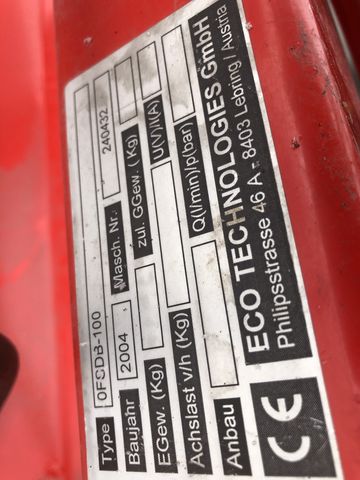 Type 0FCDB-100
Baujahr 2004 Masch. Nr. 240432
EGew. (Kg) zul. GGew. (Kg)
Achslast v/h (Kg) U(V)/I(A)
Anbau Q(l/min)/p(bar)
CE ECO TECHNOLOGIES GmbH
Philipsstrasse 46 A - 8403 Lebring / Austria